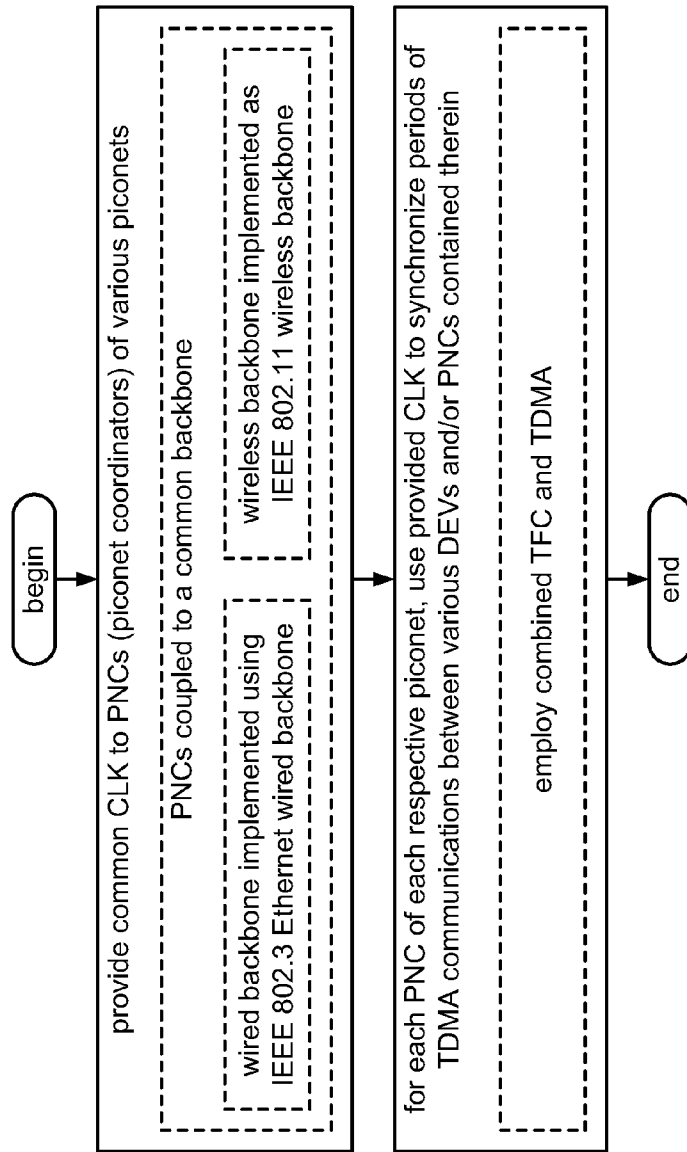 begin
provide common CLK to PNCs (piconet coordinators) of various piconets
PNCs coupled to a common backbone
wired backbone implemented using
IEEE 802.3 Ethernet wired backbone
wireless backbone implemented as
IEEE 802.11 wireless backbone
for each PNC of each respective piconet, use provided CLK to synchronize periods of
TDMA communications between various DEVs and/or PNCs contained therein
employ combined TFC and TDMA
end